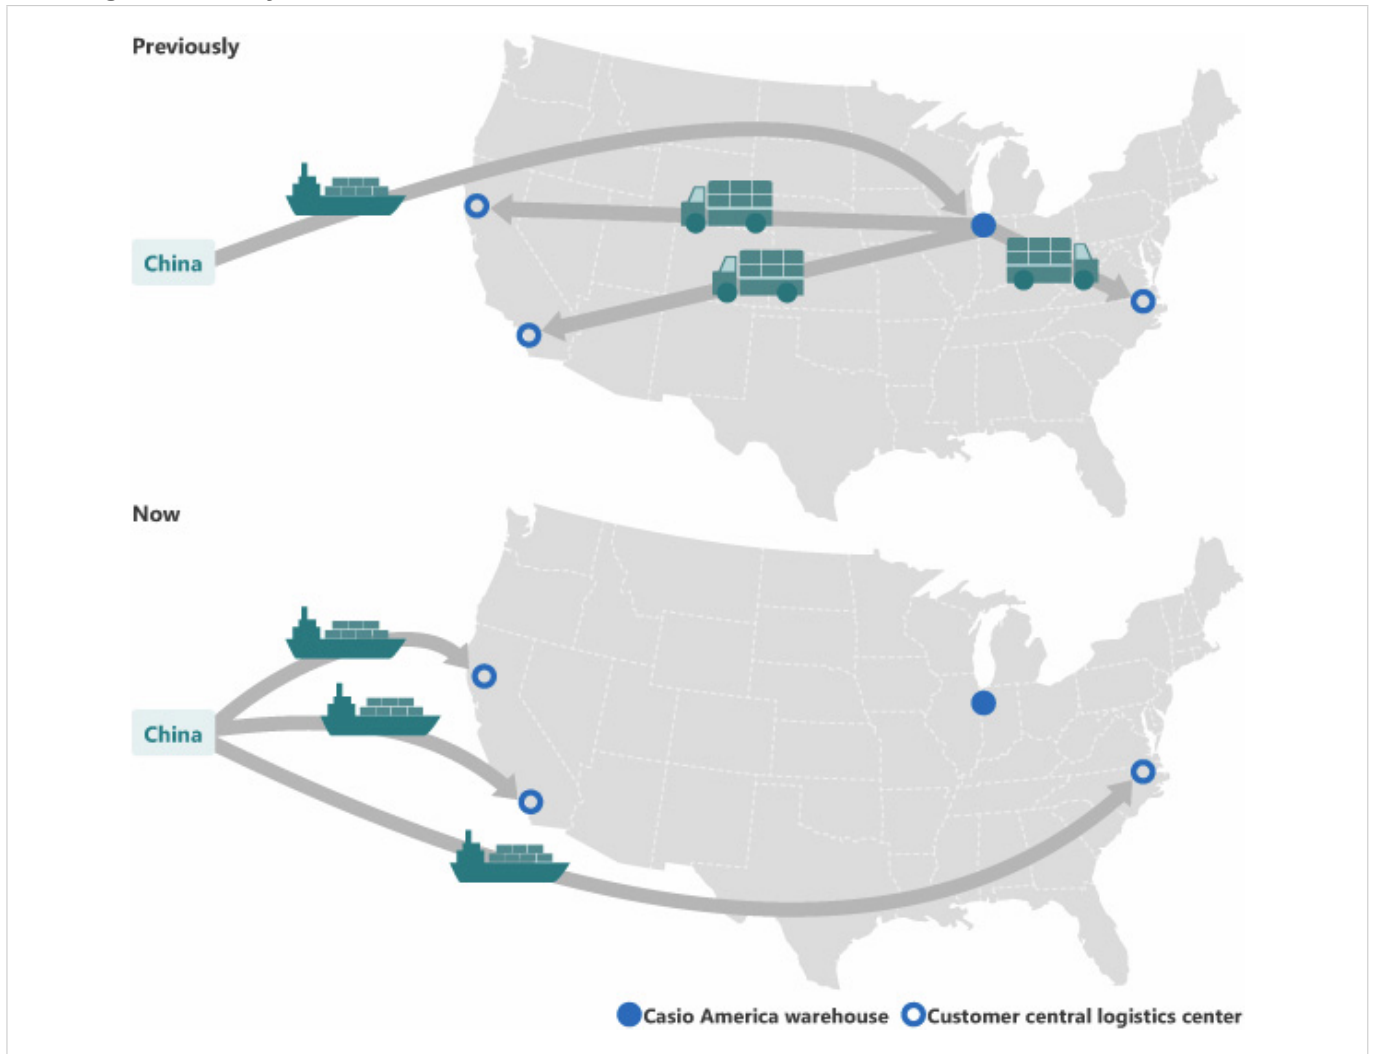 Previously
China
Now
China
Casio America warehouse
Customer central logistics center